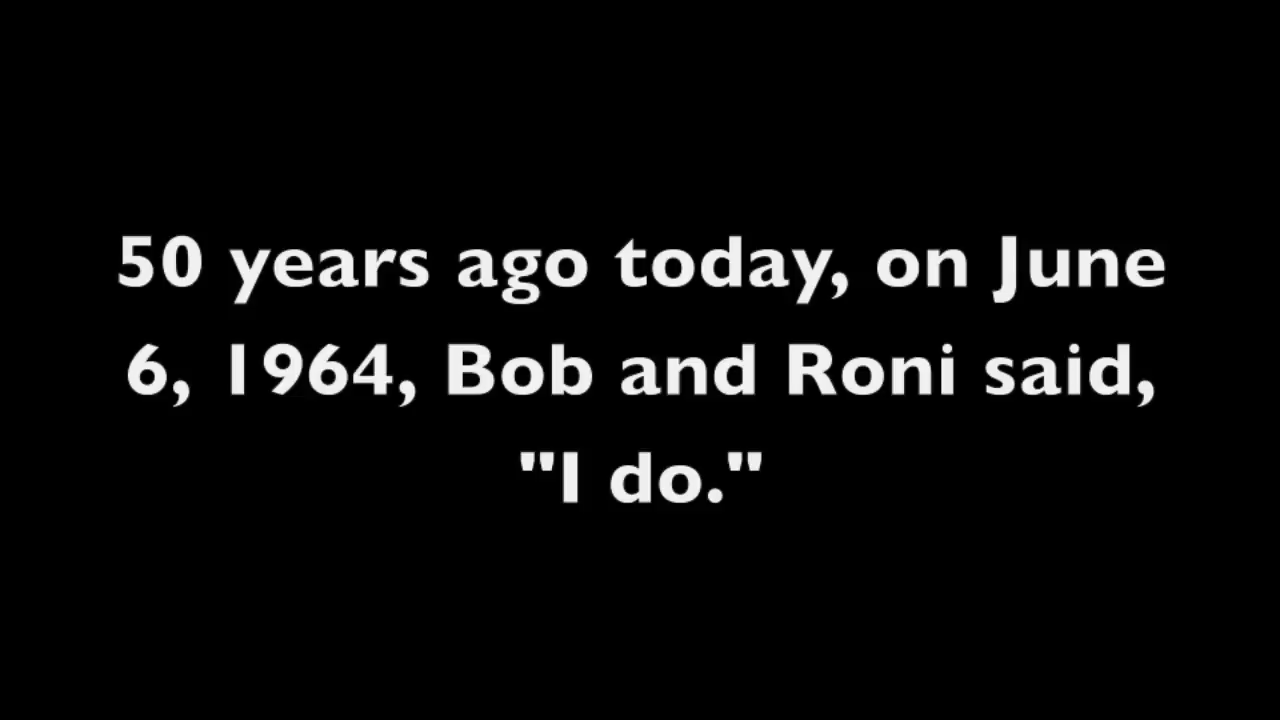 50 years ago today, on June
6, 1964, Bob and Roni said,
"I do."